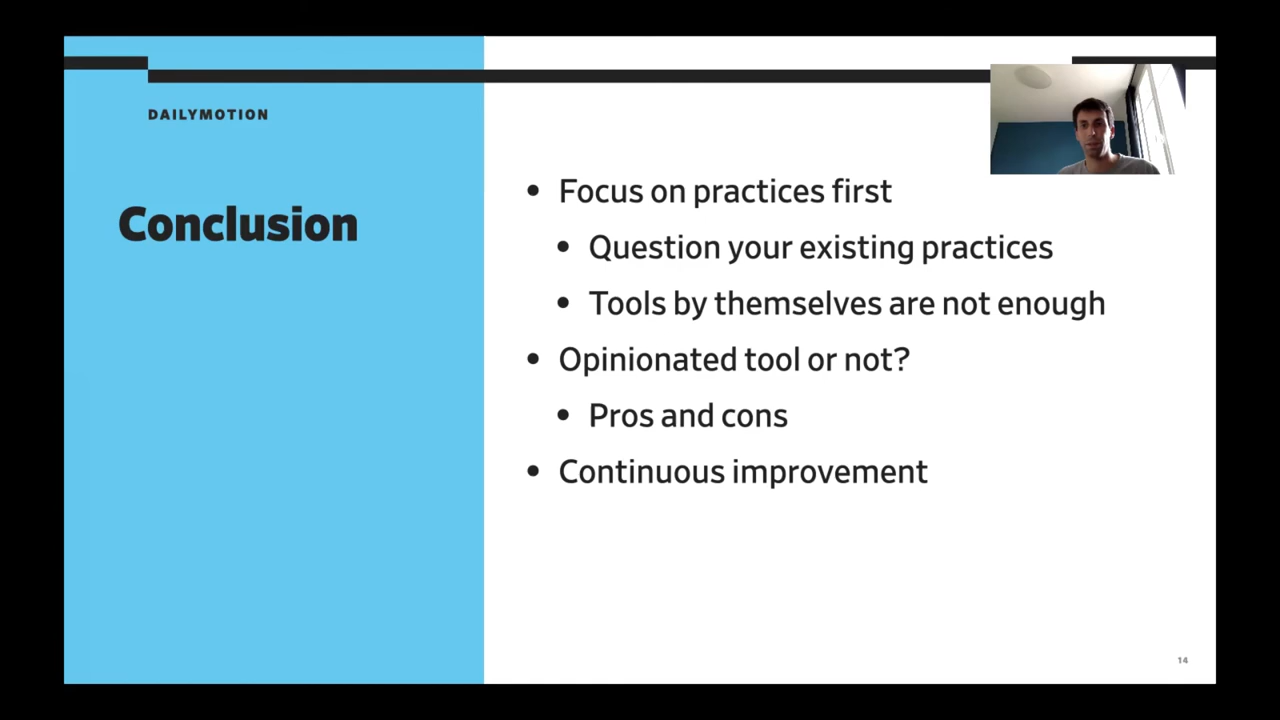 DAILYMOTION
Conclusion
• Focus on practices first
• Question your existing practices
• Tools by themselves are not enough
• Opinionated tool or not?
• Pros and cons
• Continuous improvement
14